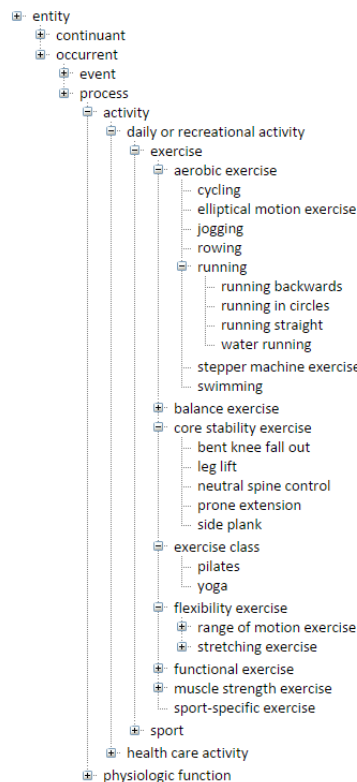 entity
continuant
occurrent
event
process
activity
daily or recreational activity
exercise
aerobic exercise
cycling
elliptical motion exercise
jogging
rowing
running
running backwards
running in circles
running straight
water running
stepper machine exercise
swimming
balance exercise
core stability exercise
bent knee fall out
leg lift
neutral spine control
prone extension
side plank
exercise class
pilates
yoga
flexibility exercise
range of motion exercise
stretching exercise
functional exercise
muscle strength exercise
sport-specific exercise
sport
health care activity
physiologic function